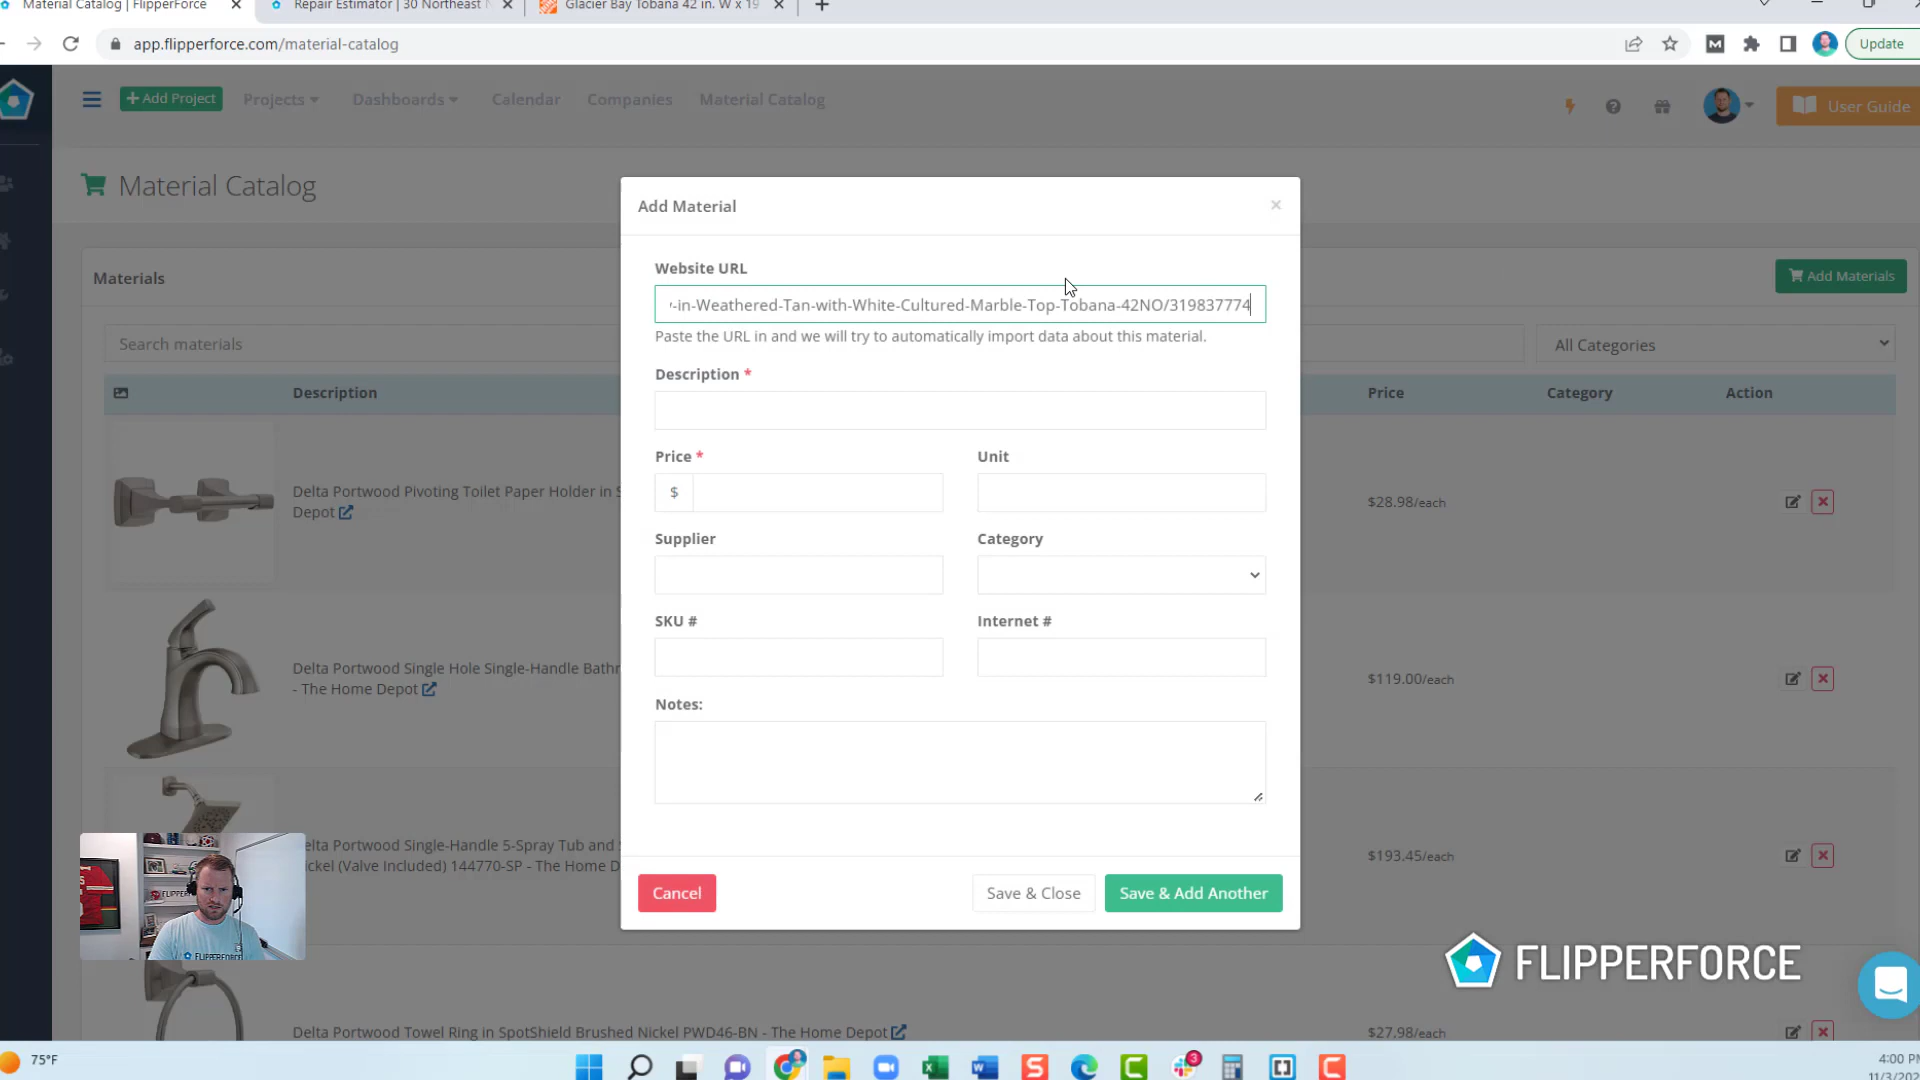 Material Catalog | FlipperForce
Repair Estimator | 30 Northeast
Glacier Bay Tobana 42 in. W x 19
app.flipperforce.com/material-catalog
Update
Add Project
Projects
Dashboards
Calendar
Companies
Material Catalog
User Guide
Material Catalog
Materials
Add Materials
Search materials
All Categories
Description
Price
Category
Action
Delta Portwood Pivoting Toilet Paper Holder in
Depot
$28.98/each
Delta Portwood Single Hole Single-Handle
- The Home Depot
$119.00/each
Portwood Single-Handle 5-Spray Tub and
(Valve Included) 144770-SP - The Home
$193.45/each
Delta Portwood Towel Ring in SpotShield Brushed Nickel PWD46-BN - The Home Depot
$27.98/each
Add Material
×
Website URL
-in-Weathered-Tan-with-White-Cultured-Marble-Top-Tobana-42NO/319837774
Paste the URL in and we will try to automatically import data about this material.
Description *
Price *
Unit
$
Supplier
Category
SKU #
Internet #
Notes:
Cancel
Save & Close
Save & Add Another
FLIPPERFORCE
FLIPPERFORCE
75°F
3
4:00